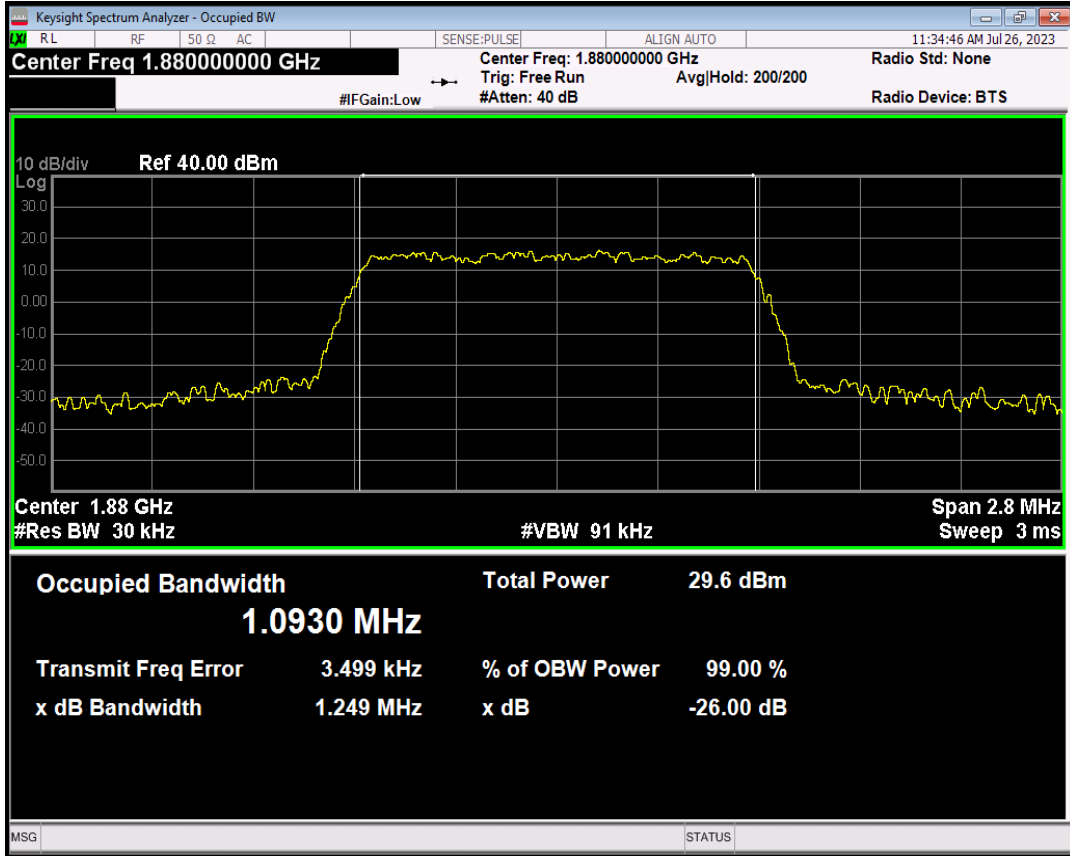 Keysight Spectrum Analyzer - Occupied BW
LXI RL RF 50 Ω AC SENSE:PULSE ALIGN AUTO 11:34:46 AM Jul 26, 2023
Center Freq 1.880000000 GHz Center Freq: 1.880000000 GHz Radio Std: None
Trig: Free Run Avg|Hold: 200/200
#IFGain:Low #Atten: 40 dB Radio Device: BTS
10 dB/div Ref 40.00 dBm
Log
30.0
20.0
10.0
0.00
-10.0
-20.0
-30.0
-40.0
-50.0
Center 1.88 GHz Span 2.8 MHz
#Res BW 30 kHz #VBW 91 kHz Sweep 3 ms
Occupied Bandwidth Total Power 29.6 dBm
1.0930 MHz
Transmit Freq Error 3.499 kHz % of OBW Power 99.00 %
x dB Bandwidth 1.249 MHz x dB -26.00 dB
MSG STATUS